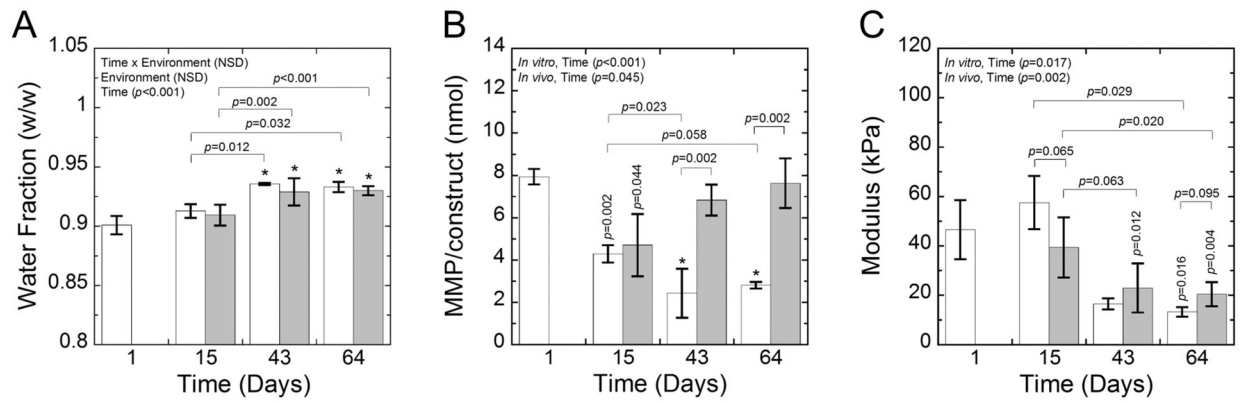 A
1.05
1
0.95
0.9
0.85
0.8
Water Fraction (w/w)
Time x Environment (NSD)
Environment (NSD)
Time (p<0.001)
p<0.001
p=0.002
p=0.032
p=0.012
*
*
*
*
1 15 43 64
Time (Days)
B
14
12
10
8
6
4
2
0
MMP/construct (nmol)
In vitro, Time (p<0.001)
In vivo, Time (p=0.045)
p=0.023
p=0.002
p=0.058
p=0.002
p=0.002
p=0.044
*
*
1 15 43 64
Time (Days)
C
120
100
80
60
40
20
0
Modulus (kPa)
In vitro, Time (p=0.017)
In vivo, Time (p=0.002)
p=0.029
p=0.020
p=0.065
p=0.063
p=0.095
p=0.012
p=0.016
p=0.004
1 15 43 64
Time (Days)